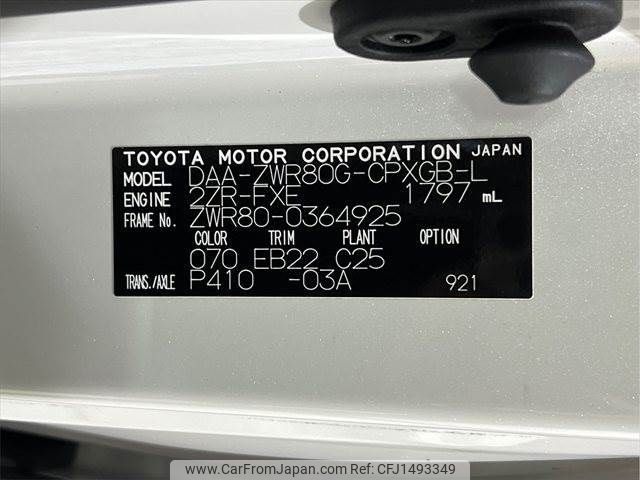 TOYOTA MOTOR CORPORATION JAPAN
MODEL DAA-ZWR80G-CPXGB-L
ENGINE 2ZR-FXE 1797 mL
FRAME No. ZWR80-0364925
COLOR TRIM PLANT OPTION
070 EB22 C25
TRANS./AXLE P410 -03A 921
www.CarFromJapan.com | Ref No: CFJ1493349